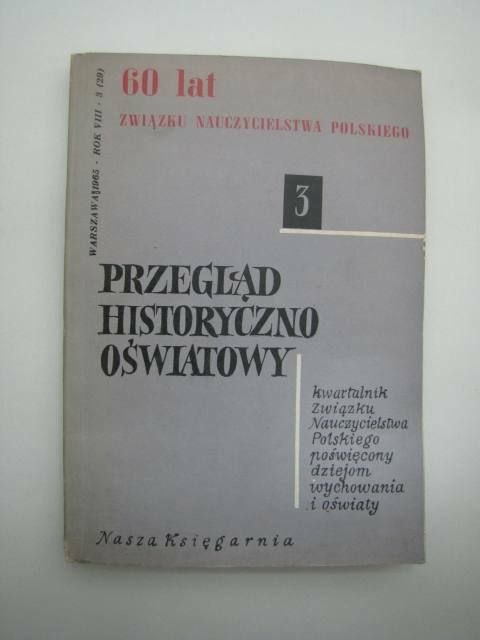 60 lat
ZWIĄZKU NAUCZYCIELSTWA POLSKIEGO
WARSZAWA 1965 - ROK VIII - 3 (29)
3
PRZEGLĄD
HISTORYCZNO
OŚWIATOWY
kwartalnik
Związku
Nauczycielstwa
Polskiego
poświęcony
dziejom
wychowania
i oświaty
Nasza Księgarnia